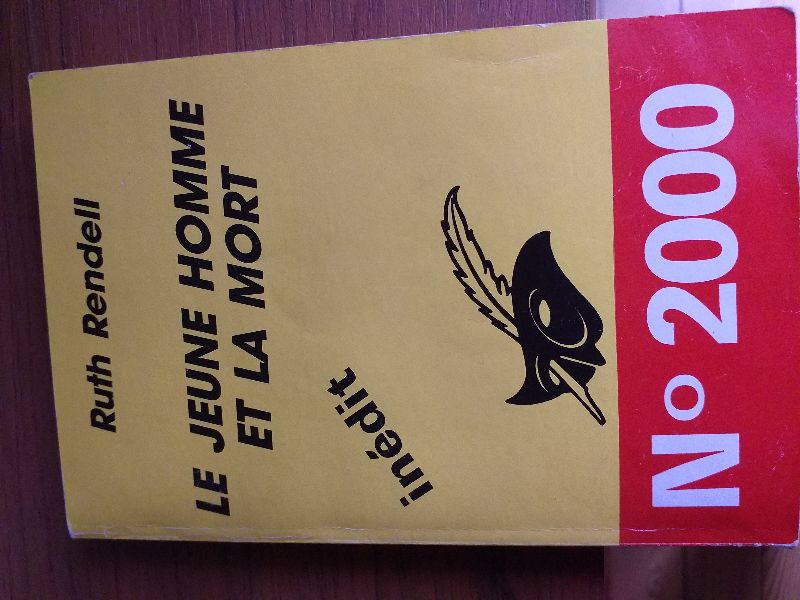 Ruth Rendell
LE JEUNE HOMME
ET LA MORT
inédit
N° 2000